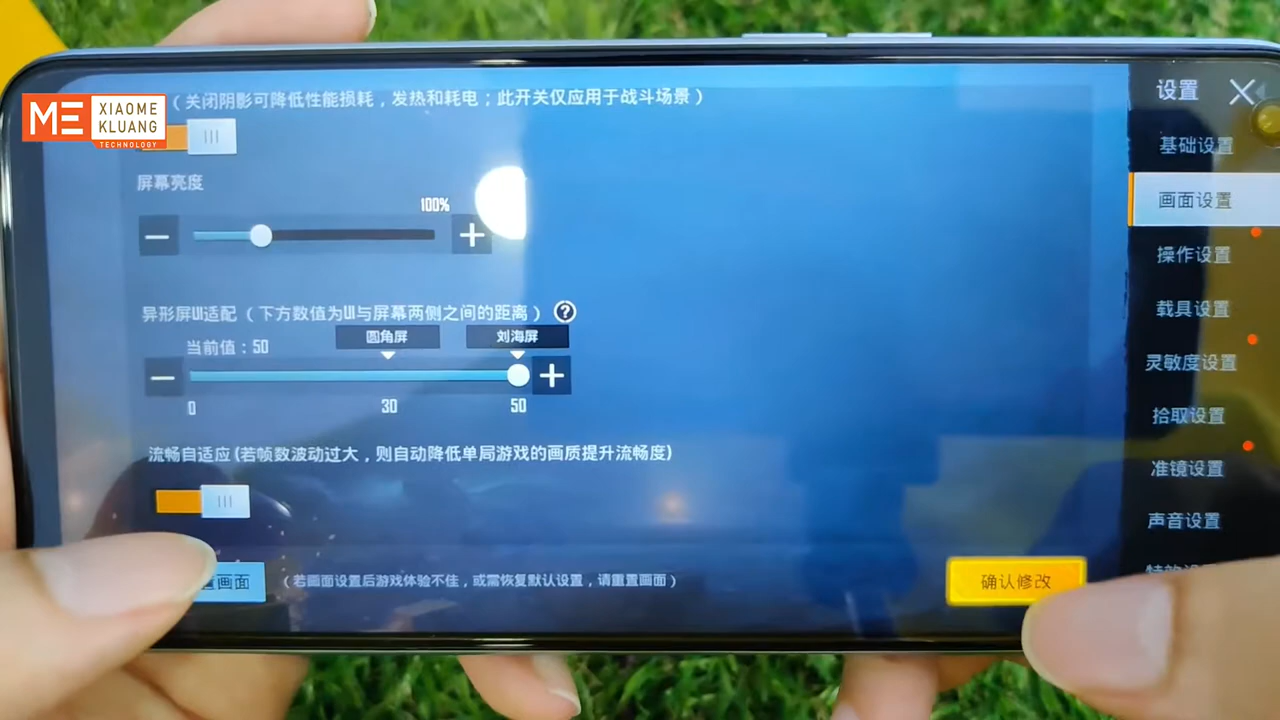 ME XIAOME
KLUANG
TECHNOLOGY
（关闭阴影可降低性能损耗，发热和耗电；此开关仅应用于战斗场景）
屏幕亮度
100%
异形屏UI适配（下方数值为UI与屏幕两侧之间的距离）?
圆角屏 刘海屏
当前值：50
0 30 50
流畅自适应(若帧数波动过大，则自动降低单局游戏的画质提升流畅度)
置画面 （若画面设置后游戏体验不佳，或需恢复默认设置，请重置画面）
确认修改
设置
基础设置
画面设置
操作设置
载具设置
灵敏度设置
拾取设置
准镜设置
声音设置